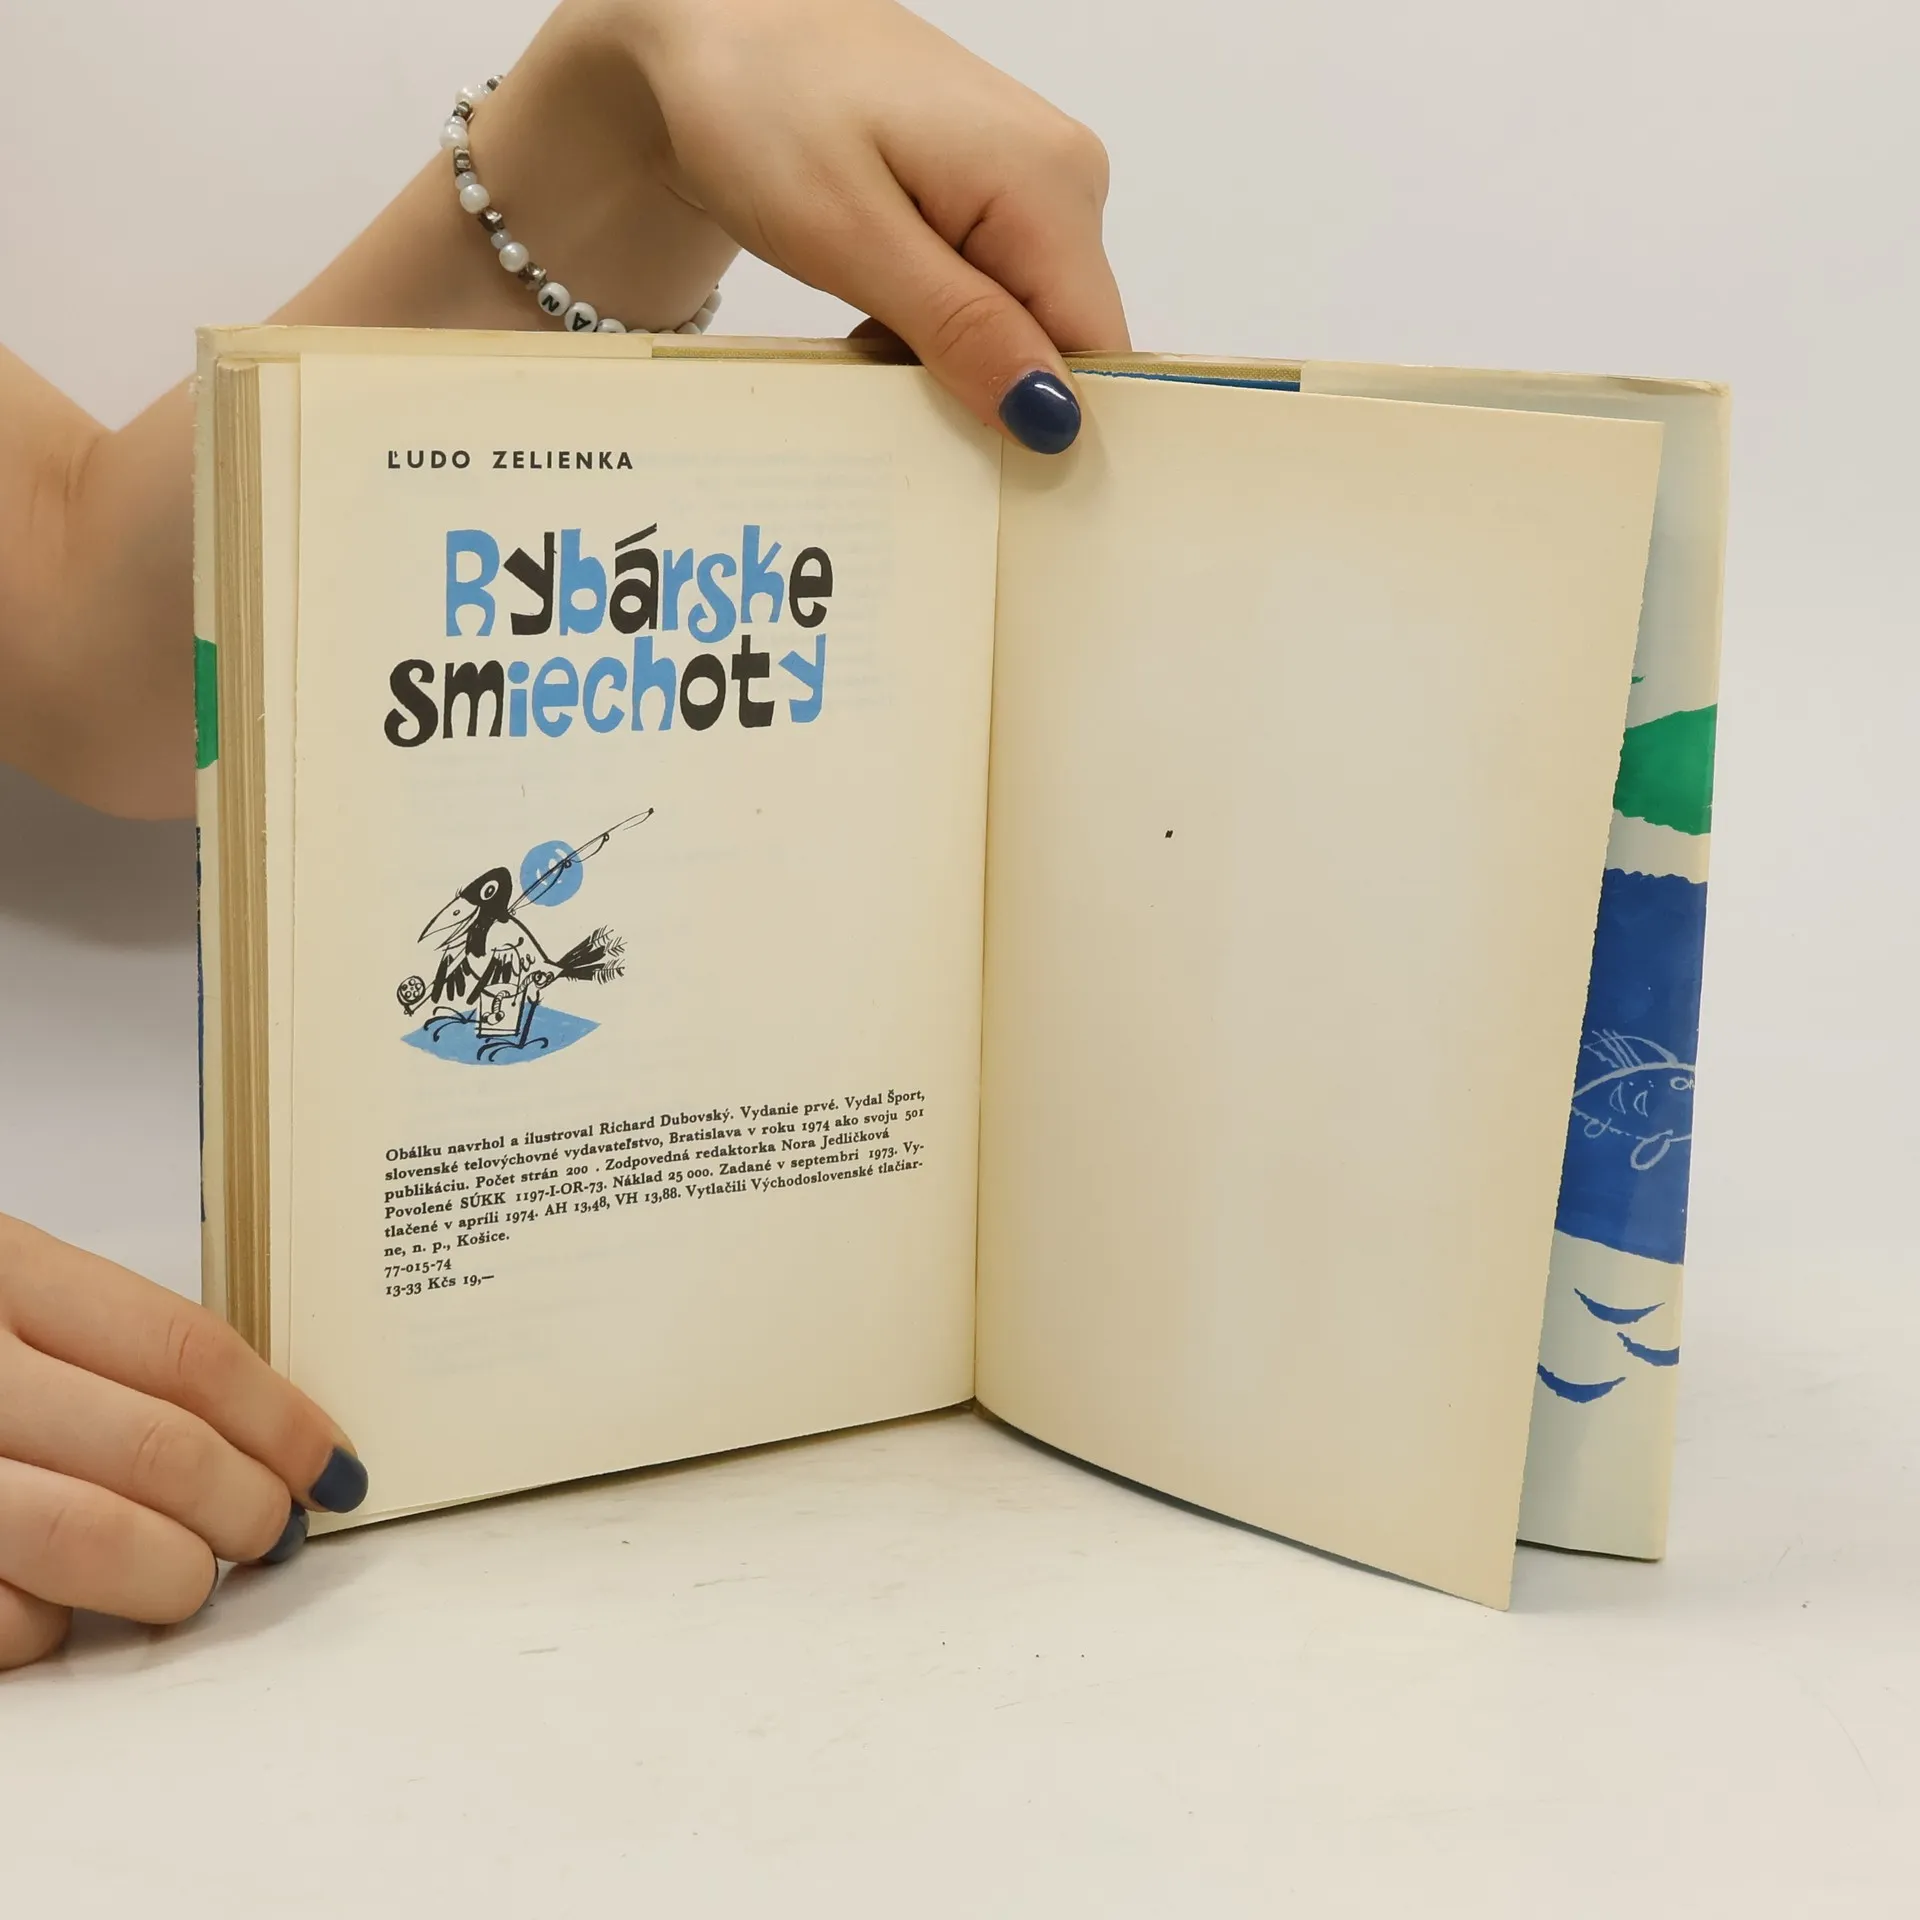 N A
ĽUDO ZELIENKA
Rybárske
smiechoty
Obálku navrhol a ilustroval Richard Dubovský. Vydanie prvé. Vydal Šport,
slovenské telovýchovné vydavateľstvo, Bratislava v roku 1974 ako svoju 501
publikáciu. Počet strán 200 . Zodpovedná redaktorka Nora Jedličková
Povolené SÚKK 1197-I-OR-73. Náklad 25 000. Zadané v septembri 1973. Vy-
tlačené v apríli 1974. AH 13,48, VH 13,88. Vytlačili Východoslovenské tlačiar-
ne, n. p., Košice.
77-015-74
13-33 Kčs 19,—